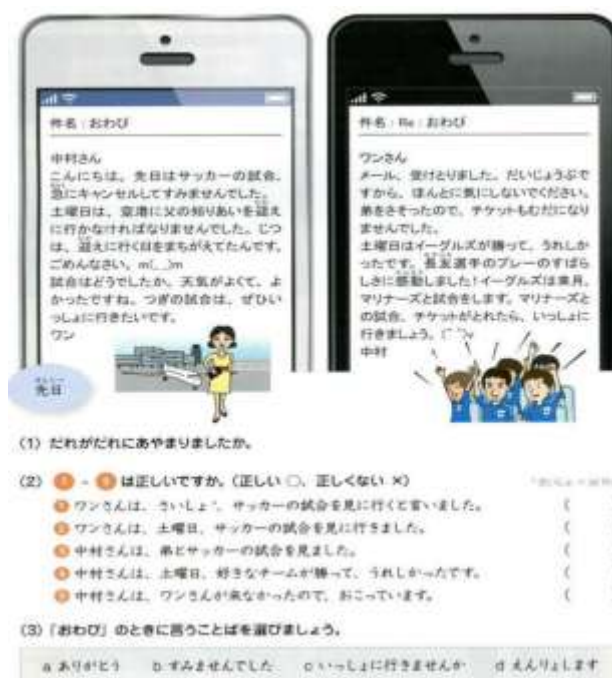 件名：おわび
中村さん
こんにちは。先日はサッカーの試合、
急にキャンセルしてすみませんでした。
土曜日は、空港に父の知りあいを迎え
に行かなければなりませんでした。じつ
は、迎えに行く日をまちがえてたんです。
ごめんなさい。m(_ _)m
試合はどうでしたか。天気がよくて、よ
かったですね。つぎの試合は、ぜひい
っしょに行きたいです。
ワン
先日
件名：Re：おわび
ワンさん
メール、受けとりました。だいじょうぶで
すから、ほんとに気にしないでください。
弟をさそったので、チケットもむだになり
ませんでした。
土曜日はイーグルズが勝って、うれしか
ったです。長友選手のプレーのすばら
しさに感動しました！イーグルズは来月、
マリナーズと試合をします。マリナーズと
の試合、チケットがとれたら、いっしょに
行きましょう。
中村
(1) だれがだれにあやまりましたか。
(2) 1 - 5 は正しいですか。（正しい ○、正しくない ×）
1 ワンさんは、さいしょ、サッカーの試合を見に行くと言いました。 (
2 ワンさんは、土曜日、サッカーの試合を見に行きました。 (
3 中村さんは、弟とサッカーの試合を見ました。 (
4 中村さんは、土曜日、好きなチームが勝って、うれしかったです。 (
5 中村さんは、ワンさんが来なかったので、おこっています。 (
(3) 「おわび」のときに言うことばを選びましょう。
a ありがとう b すみませんでした c いっしょに行きませんか d えんりょします